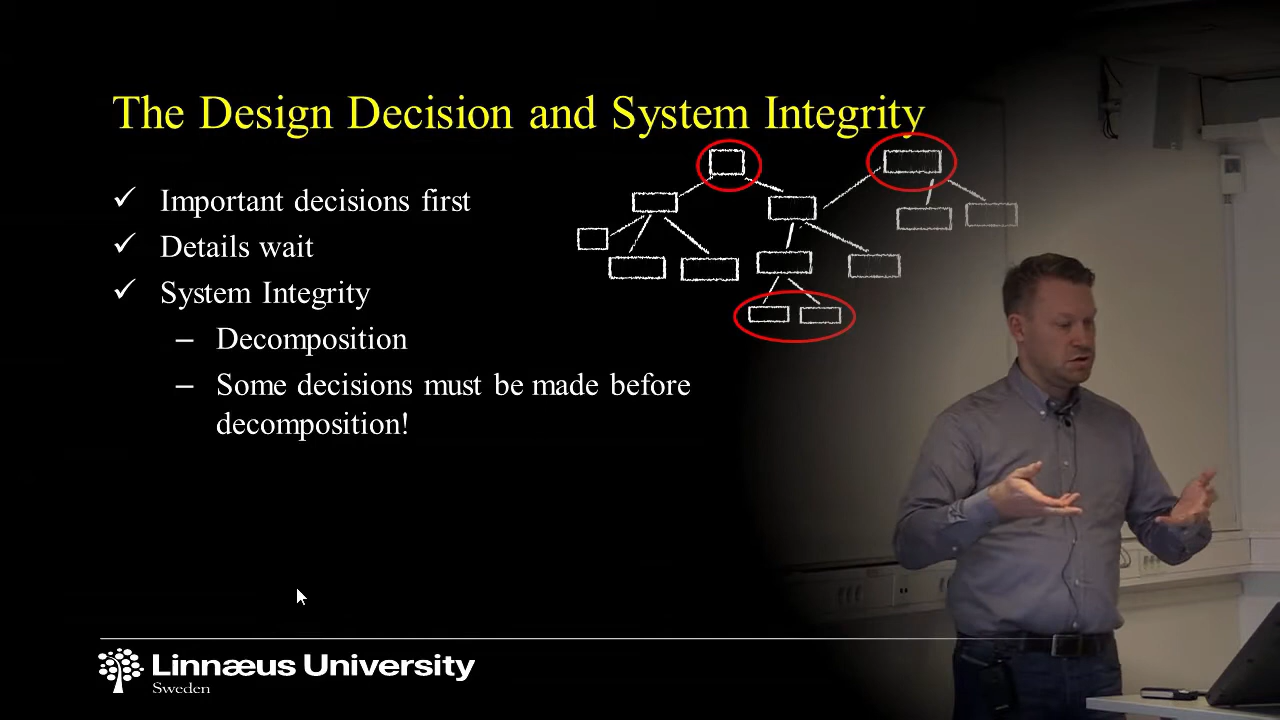 The Design Decision and System Integrity
✓ Important decisions first
✓ Details wait
✓ System Integrity
– Decomposition
– Some decisions must be made before
decomposition!
Linnæus University
Sweden